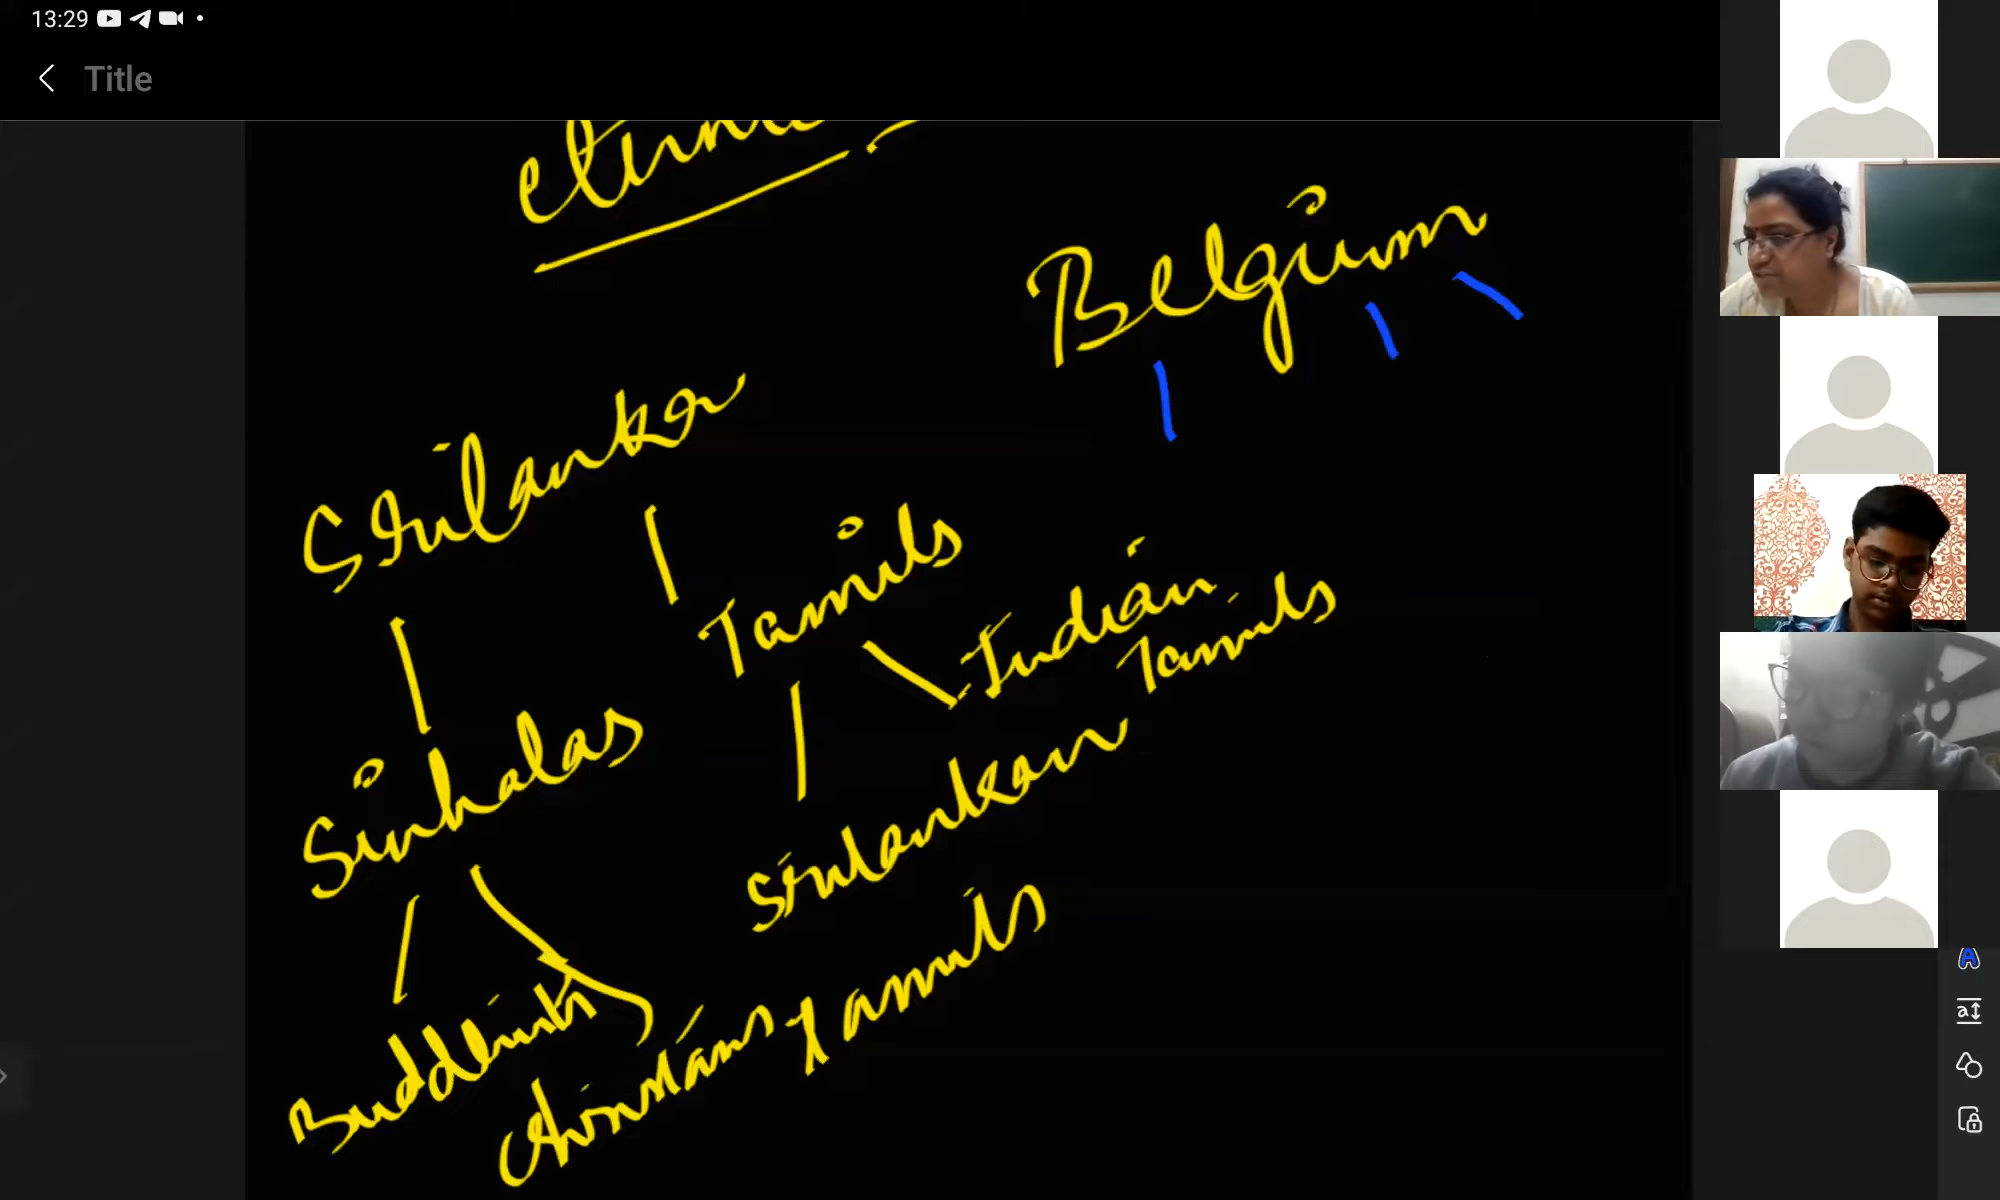 13:29
Title
Belgium
Srilanka
Tamils
Indian
Tamils
Sinhalas
Srilankan
Tamils
Buddhists
Christians
A
a